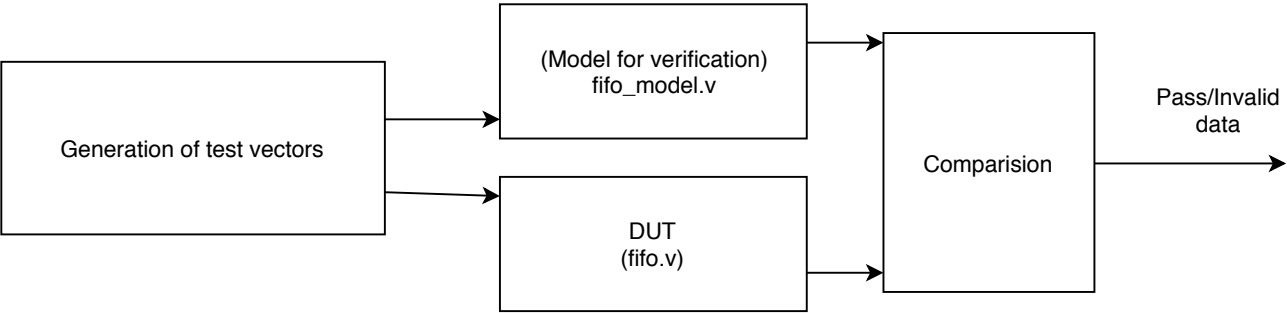 Generation of test vectors
(Model for verification)
fifo_model.v
DUT
(fifo.v)
Comparision
Pass/Invalid
data